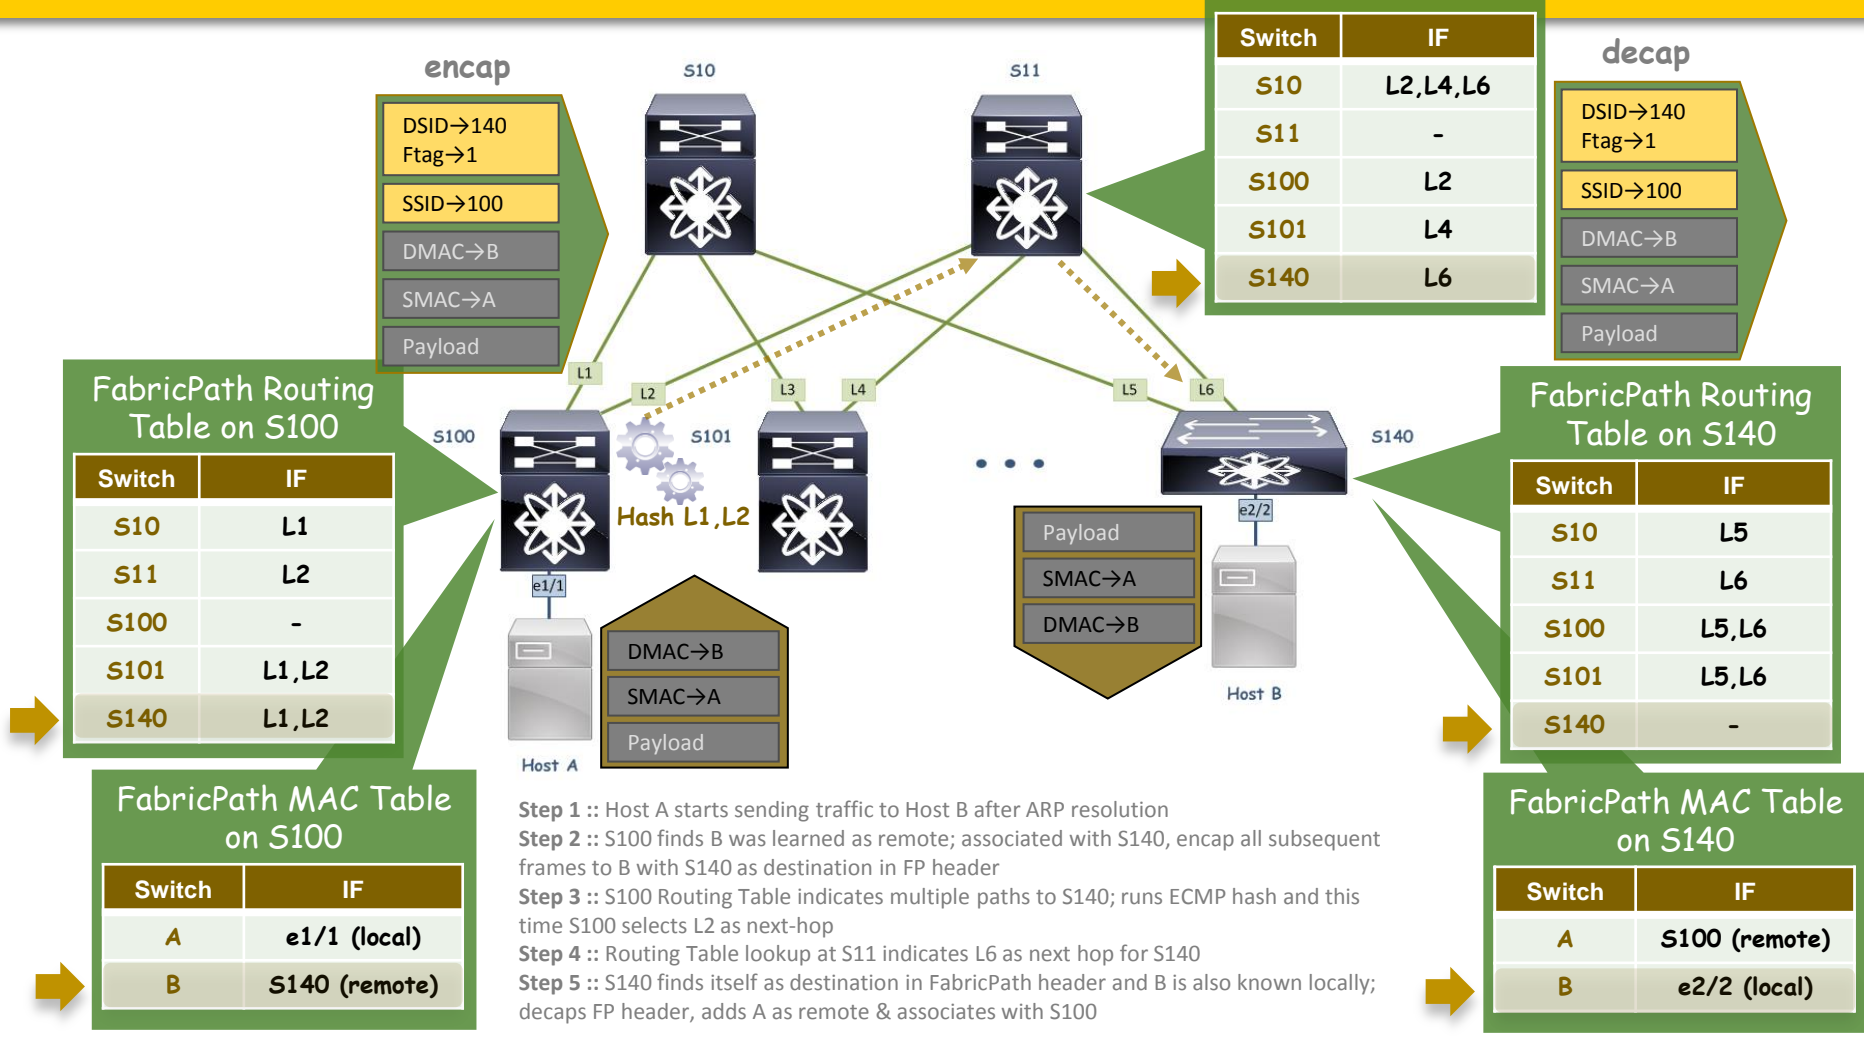 encap
DSID→140
Ftag→1
SSID→100
DMAC→B
SMAC→A
Payload
S10
S11
Switch IF
S10 L2,L4,L6
S11 -
S100 L2
S101 L4
S140 L6
decap
DSID→140
Ftag→1
SSID→100
DMAC→B
SMAC→A
Payload
L1
L2
L3
L4
L5
L6
FabricPath Routing
Table on S100
Switch IF
S10 L1
S11 L2
S100 -
S101 L1,L2
S140 L1,L2
S100
S101
Hash L1,L2
S140
e1/1
e2/2
DMAC→B
SMAC→A
Payload
Host A
Payload
SMAC→A
DMAC→B
Host B
FabricPath Routing
Table on S140
Switch IF
S10 L5
S11 L6
S100 L5,L6
S101 L5,L6
S140 -
FabricPath MAC Table
on S100
Switch IF
A e1/1 (local)
B S140 (remote)
Step 1 :: Host A starts sending traffic to Host B after ARP resolution
Step 2 :: S100 finds B was learned as remote; associated with S140, encap all subsequent
frames to B with S140 as destination in FP header
Step 3 :: S100 Routing Table indicates multiple paths to S140; runs ECMP hash and this
time S100 selects L2 as next-hop
Step 4 :: Routing Table lookup at S11 indicates L6 as next hop for S140
Step 5 :: S140 finds itself as destination in FabricPath header and B is also known locally;
decaps FP header, adds A as remote & associates with S100
FabricPath MAC Table
on S140
Switch IF
A S100 (remote)
B e2/2 (local)